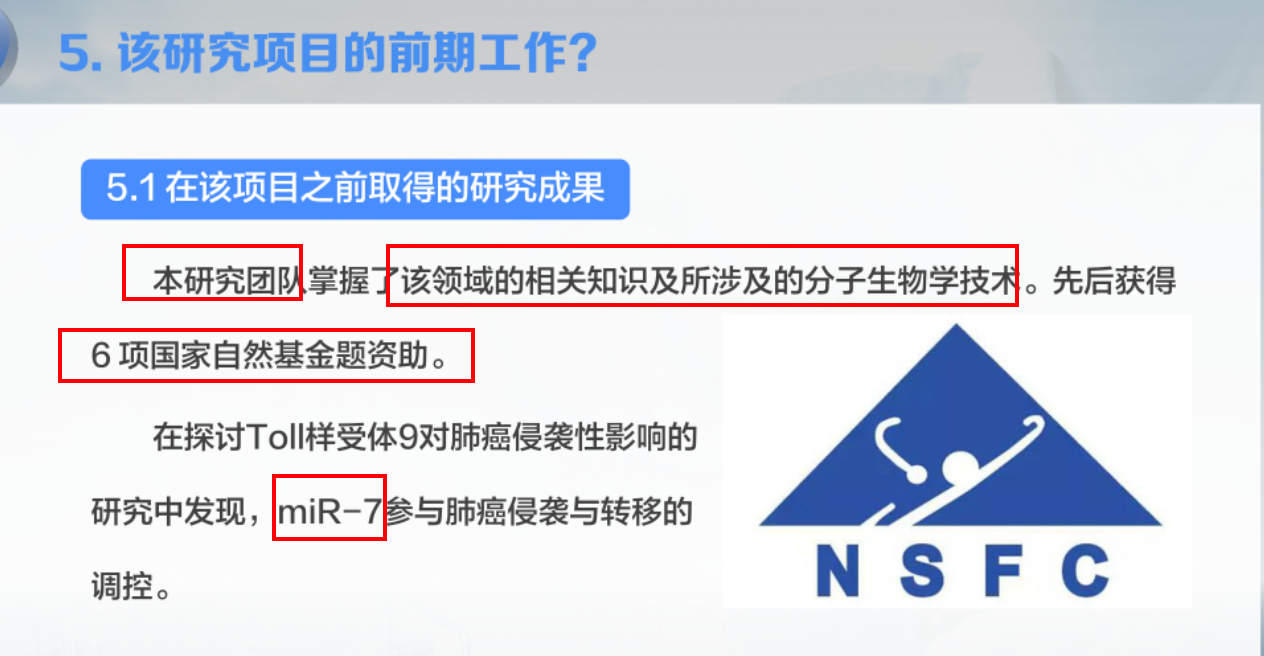 5. 该研究项目的前期工作?
5.1 在该项目之前取得的研究成果
本研究团队掌握了该领域的相关知识及所涉及的分子生物学技术。先后获得
6 项国家自然基金题资助。
在探讨Toll样受体9对肺癌侵袭性影响的
研究中发现，miR-7参与肺癌侵袭与转移的
调控。
NSFC